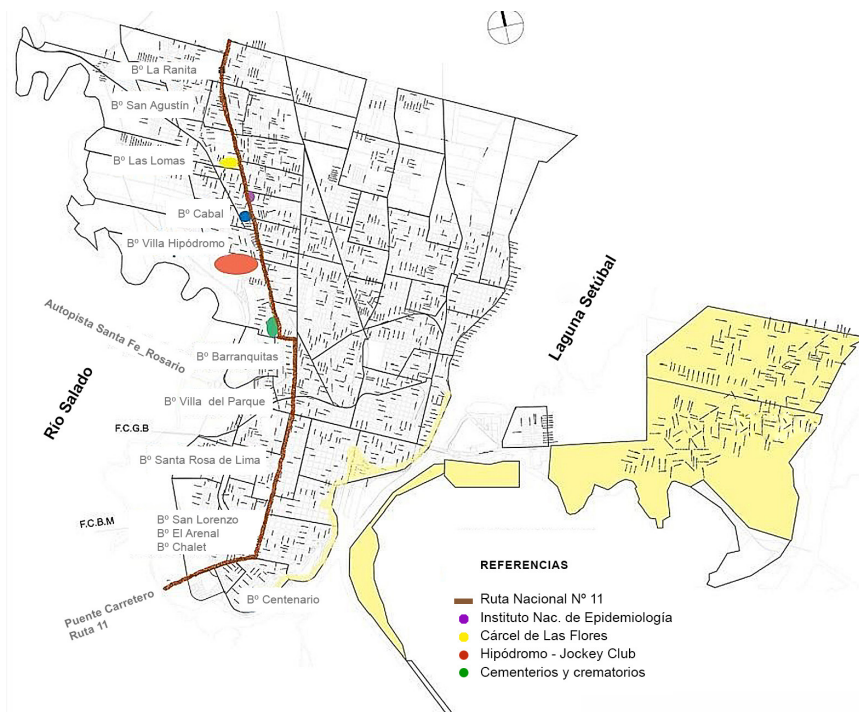 Bº La Ranita
Bº San Agustín
Bº Las Lomas
Bº Cabal
Bº Villa Hipódromo
Autopista Santa Fe_Rosario
Laguna Setúbal
Bº Barranquitas
Río Salado
Bº Villa del Parque
F.C.G.B
Bº Santa Rosa de Lima
F.C.B.M
Bº San Lorenzo
Bº El Arenal
Bº Chalet
Puente Carretero
Ruta 11
Bº Centenario
REFERENCIAS
Ruta Nacional Nº 11
Instituto Nac. de Epidemiología
Cárcel de Las Flores
Hipódromo - Jockey Club
Cementerios y crematorios